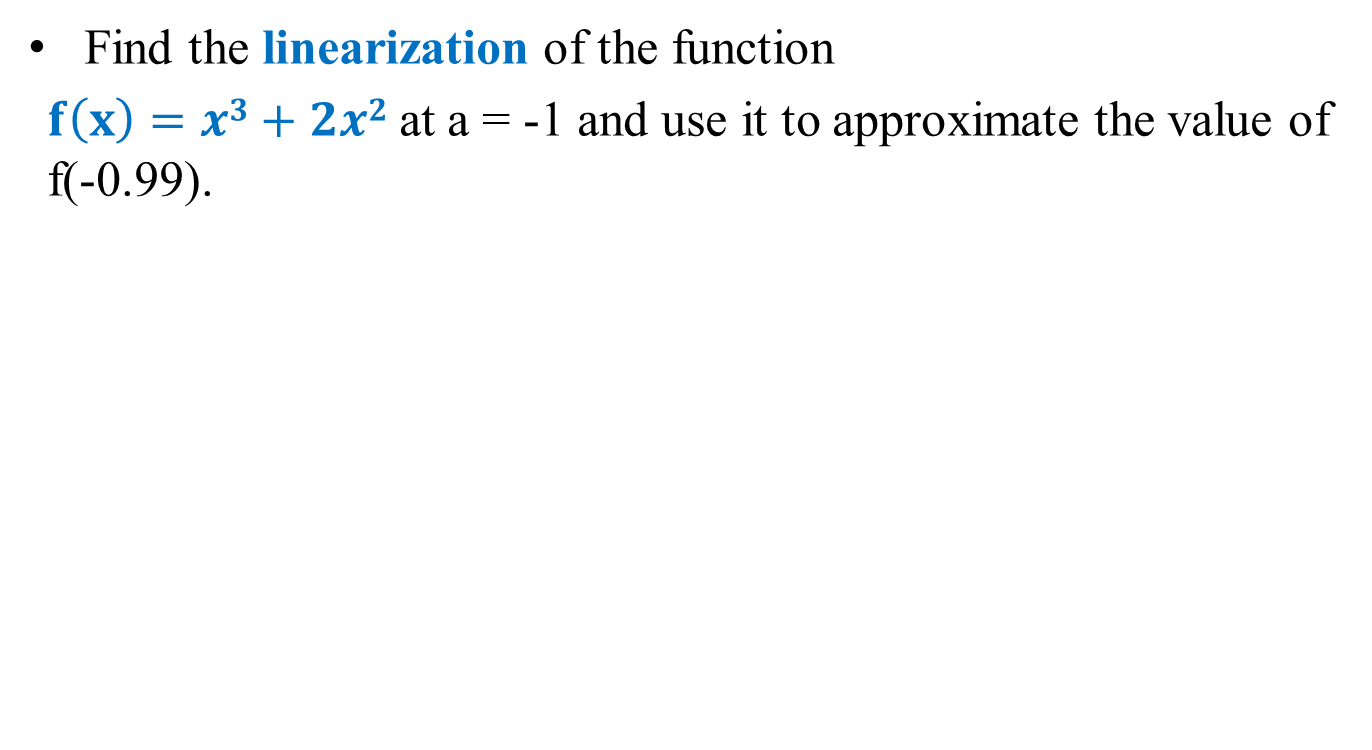 • Find the linearization of the function
f(x) = x³ + 2x² at a = -1 and use it to approximate the value of
f(-0.99).